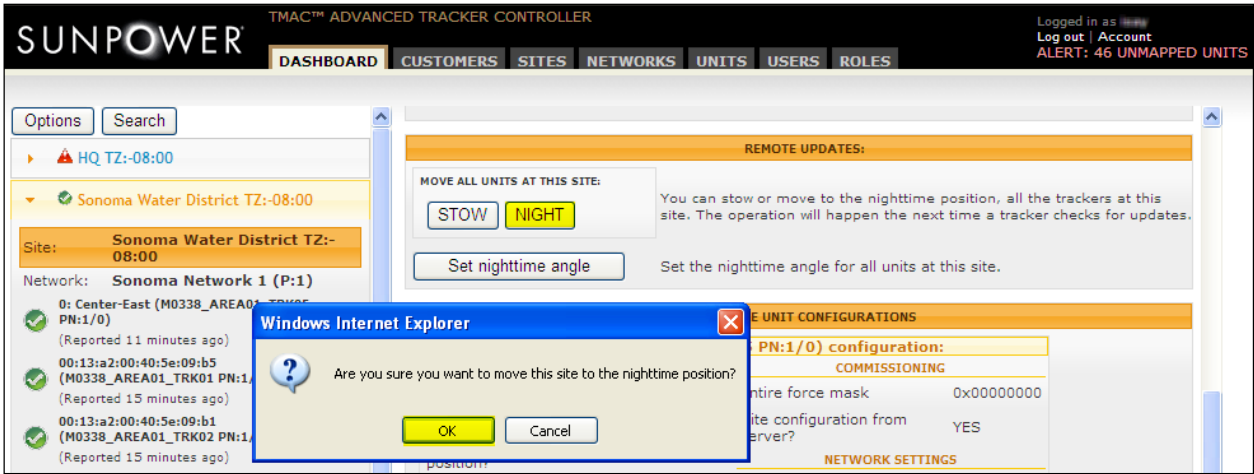 SUNPOWER
TMAC™ ADVANCED TRACKER CONTROLLER
Logged in as
Log out | Account
ALERT: 46 UNMAPPED UNITS
DASHBOARD CUSTOMERS SITES NETWORKS UNITS USERS ROLES
Options Search
HQ TZ:-08:00
Sonoma Water District TZ:-08:00
Site: Sonoma Water District TZ:-
08:00
Network: Sonoma Network 1 (P:1)
0: Center-East (M0338_AREA01_TRK05
PN:1/0)
(Reported 11 minutes ago)
00:13:a2:00:40:5e:09:b5
(M0338_AREA01_TRK01 PN:1/
(Reported 15 minutes ago)
00:13:a2:00:40:5e:09:b1
(M0338_AREA01_TRK02 PN:1/
(Reported 15 minutes ago)
REMOTE UPDATES:
MOVE ALL UNITS AT THIS SITE:
STOW NIGHT
You can stow or move to the nighttime position, all the trackers at this
site. The operation will happen the next time a tracker checks for updates.
Set nighttime angle
Set the nighttime angle for all units at this site.
Windows Internet Explorer
Are you sure you want to move this site to the nighttime position?
OK Cancel
UNIT CONFIGURATIONS
PN:1/0) configuration:
COMMISSIONING
force mask 0x00000000
configuration from
YES
position?
NETWORK SETTINGS